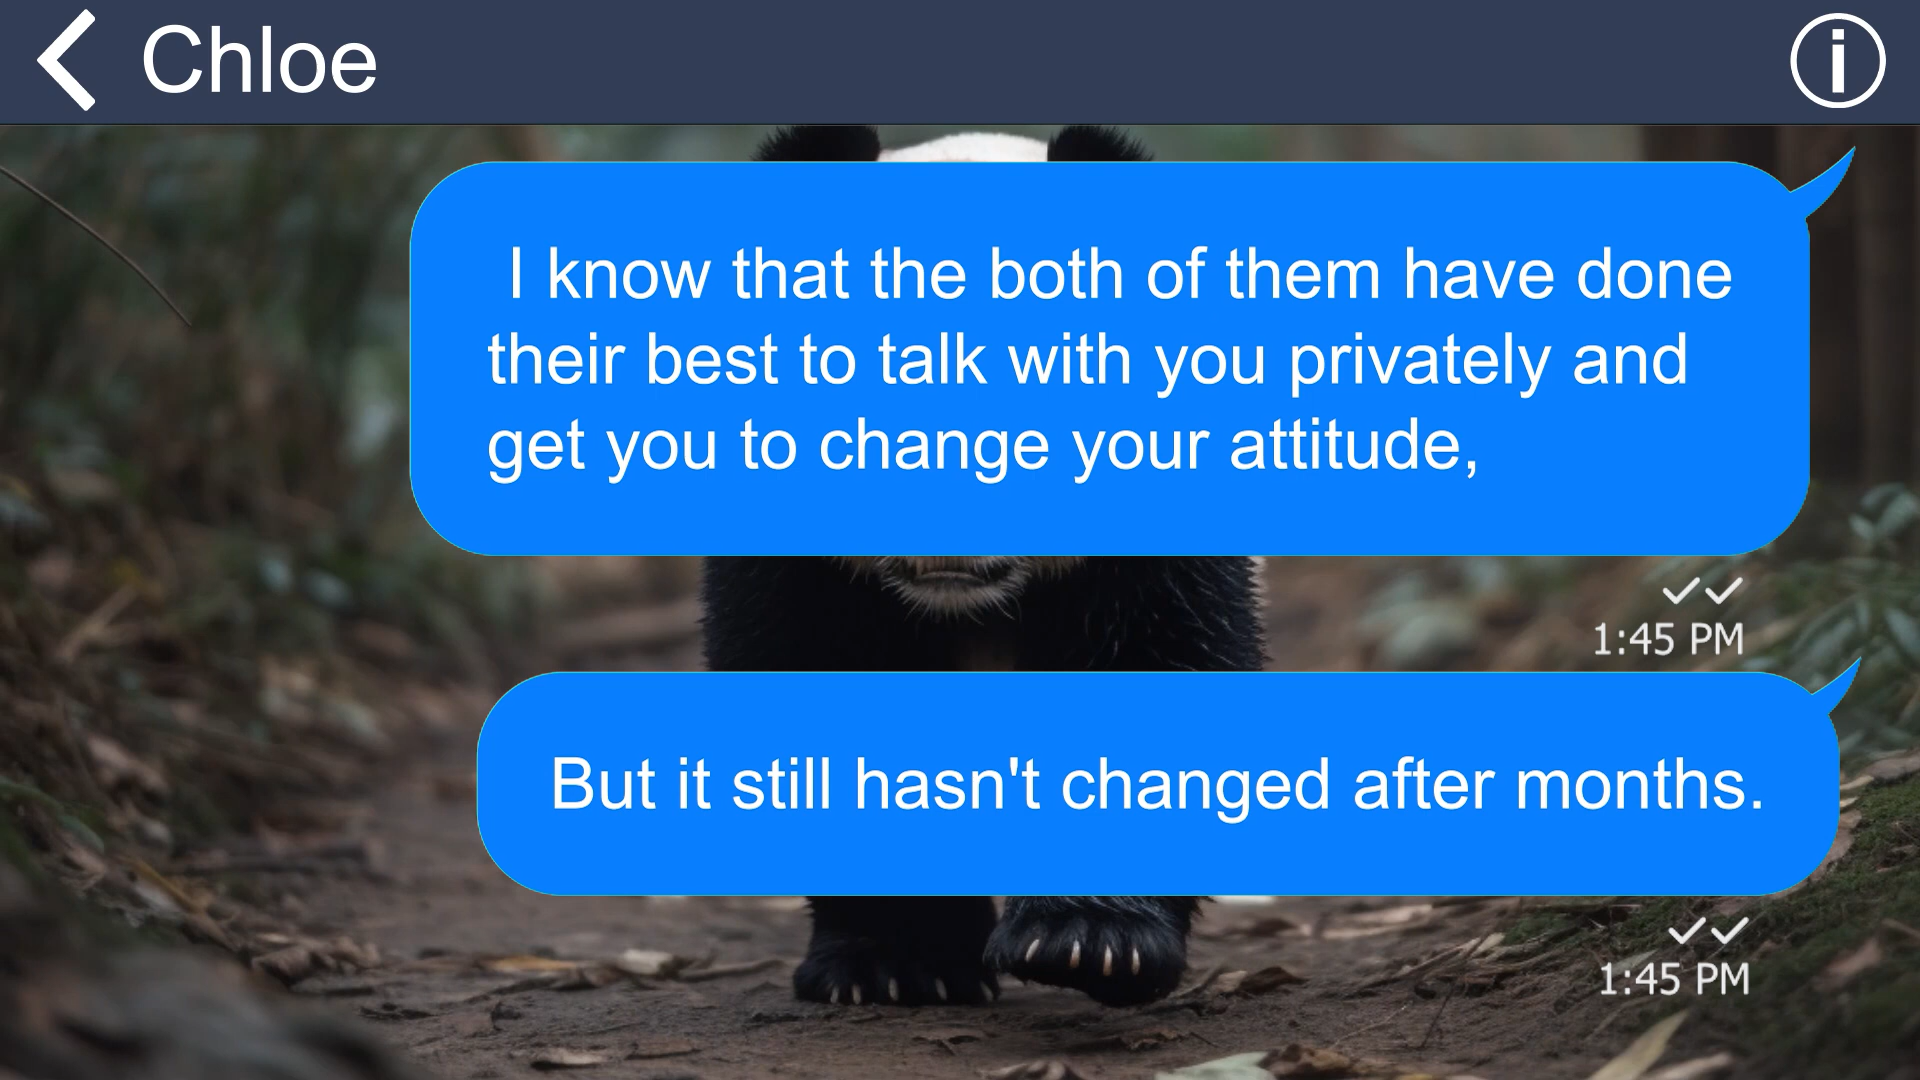 Chloe
I know that the both of them have done
their best to talk with you privately and
get you to change your attitude,
1:45 PM
But it still hasn't changed after months.
1:45 PM